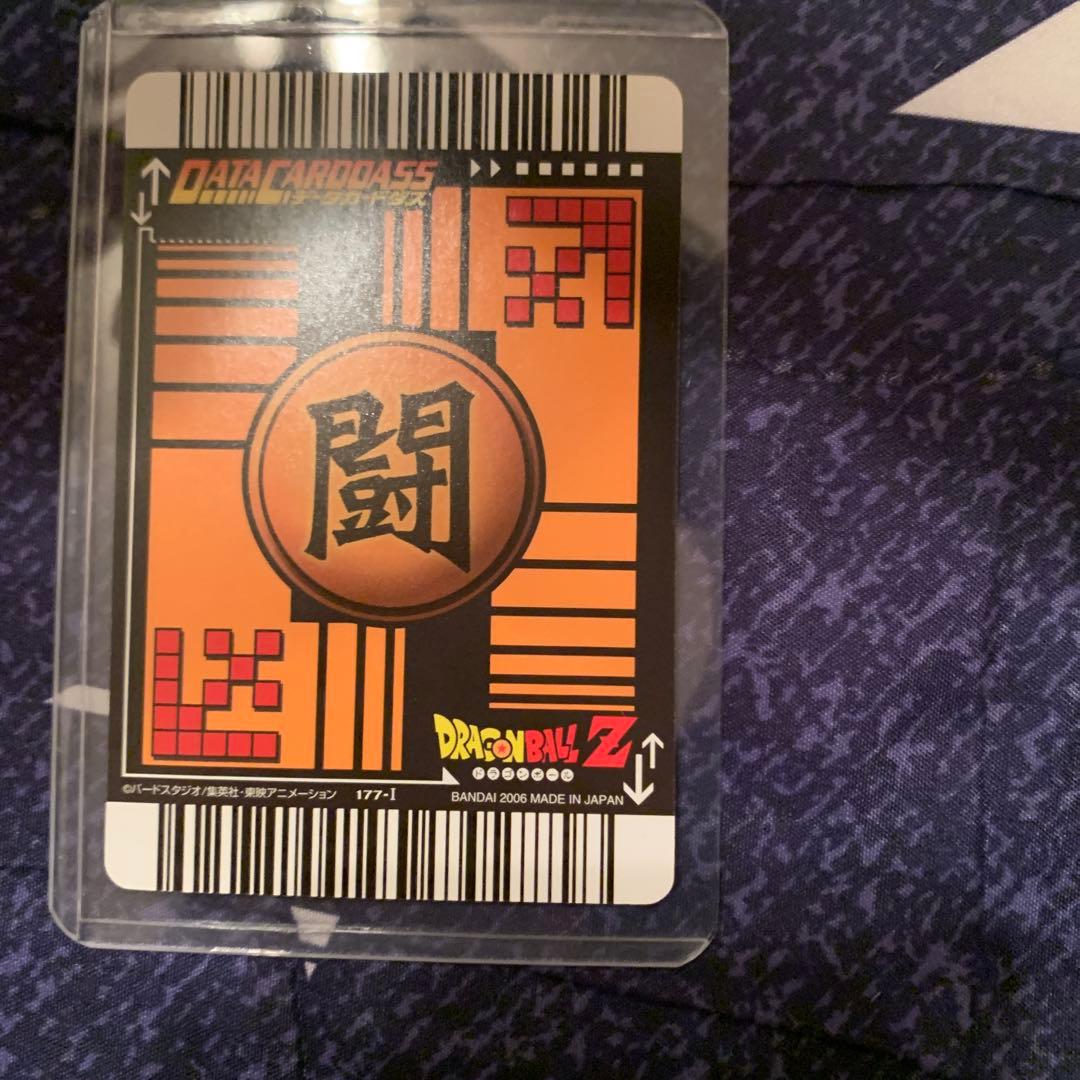 DATA CARDDASS
データカードダス
闘
DRAGONBALL Z
ドラゴンボール
©バードスタジオ/集英社・東映アニメーション 177-I
BANDAI 2006 MADE IN JAPAN